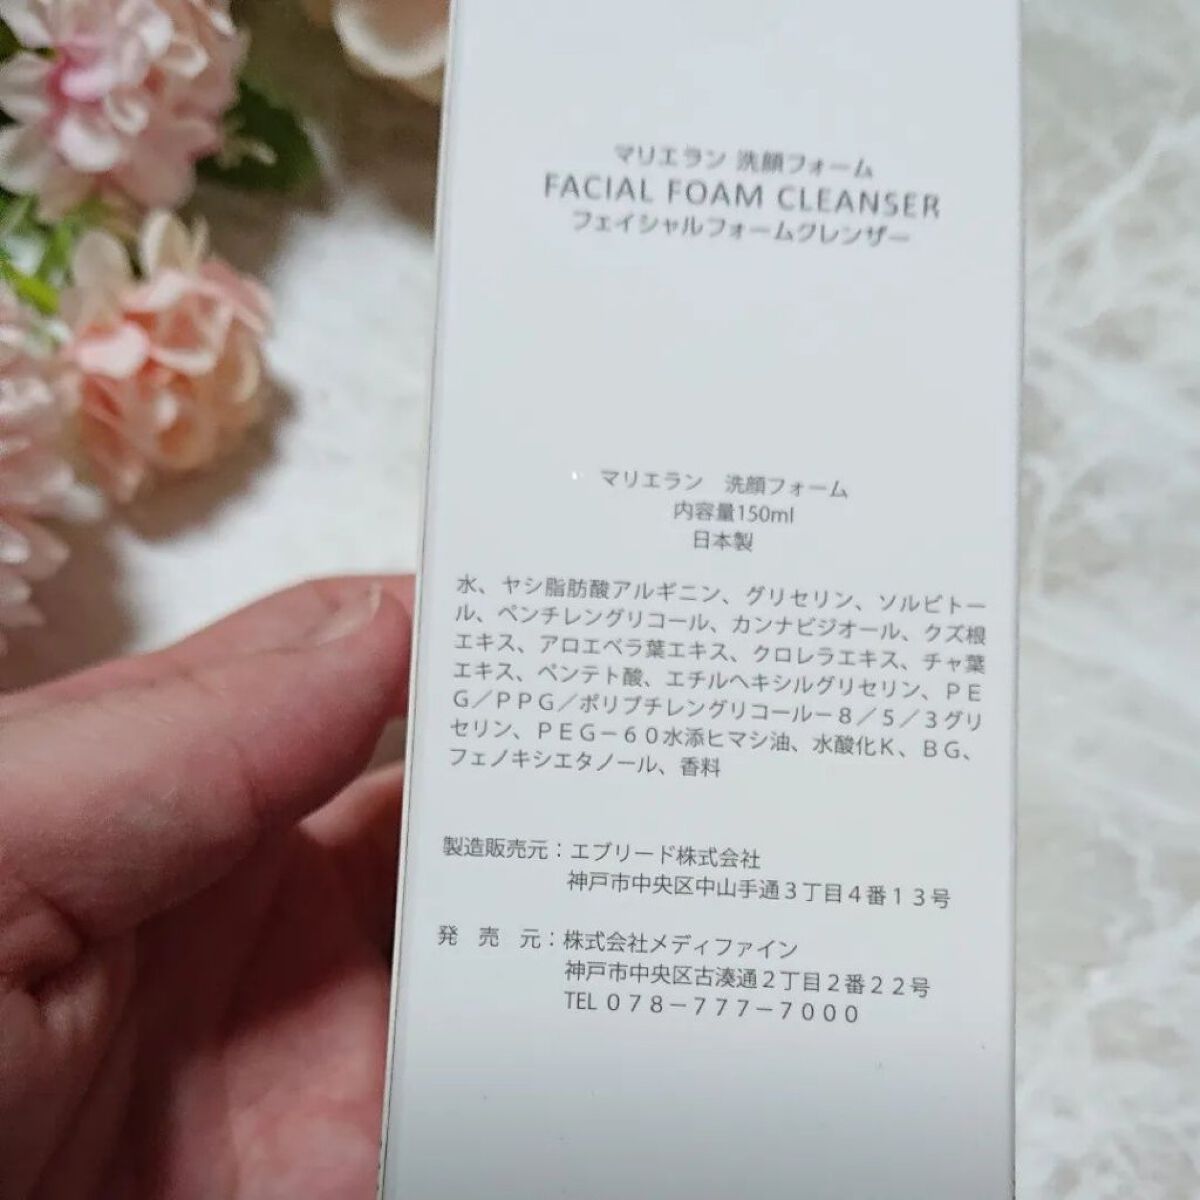 マリエラン 洗顔フォーム
FACIAL FOAM CLEANSER
フェイシャルフォームクレンザー
マリエラン　洗顔フォーム
内容量150ml
日本製
水、ヤシ脂肪酸アルギニン、グリセリン、ソルビトー
ル、ペンチレングリコール、カンナビジオール、クズ根
エキス、アロエベラ葉エキス、クロレラエキス、チャ葉
エキス、ペンテト酸、エチルヘキシルグリセリン、ＰＥ
Ｇ／ＰＰＧ／ポリブチレングリコールー８／５／３グリ
セリン、ＰＥＧー６０水添ヒマシ油、水酸化Ｋ、ＢＧ、
フェノキシエタノール、香料
製造販売元：エブリード株式会社
神戸市中央区中山手通３丁目４番１３号
発　売　元：株式会社メディファイン
神戸市中央区古湊通２丁目２番２２号
TEL ０７８－７７７－７０００